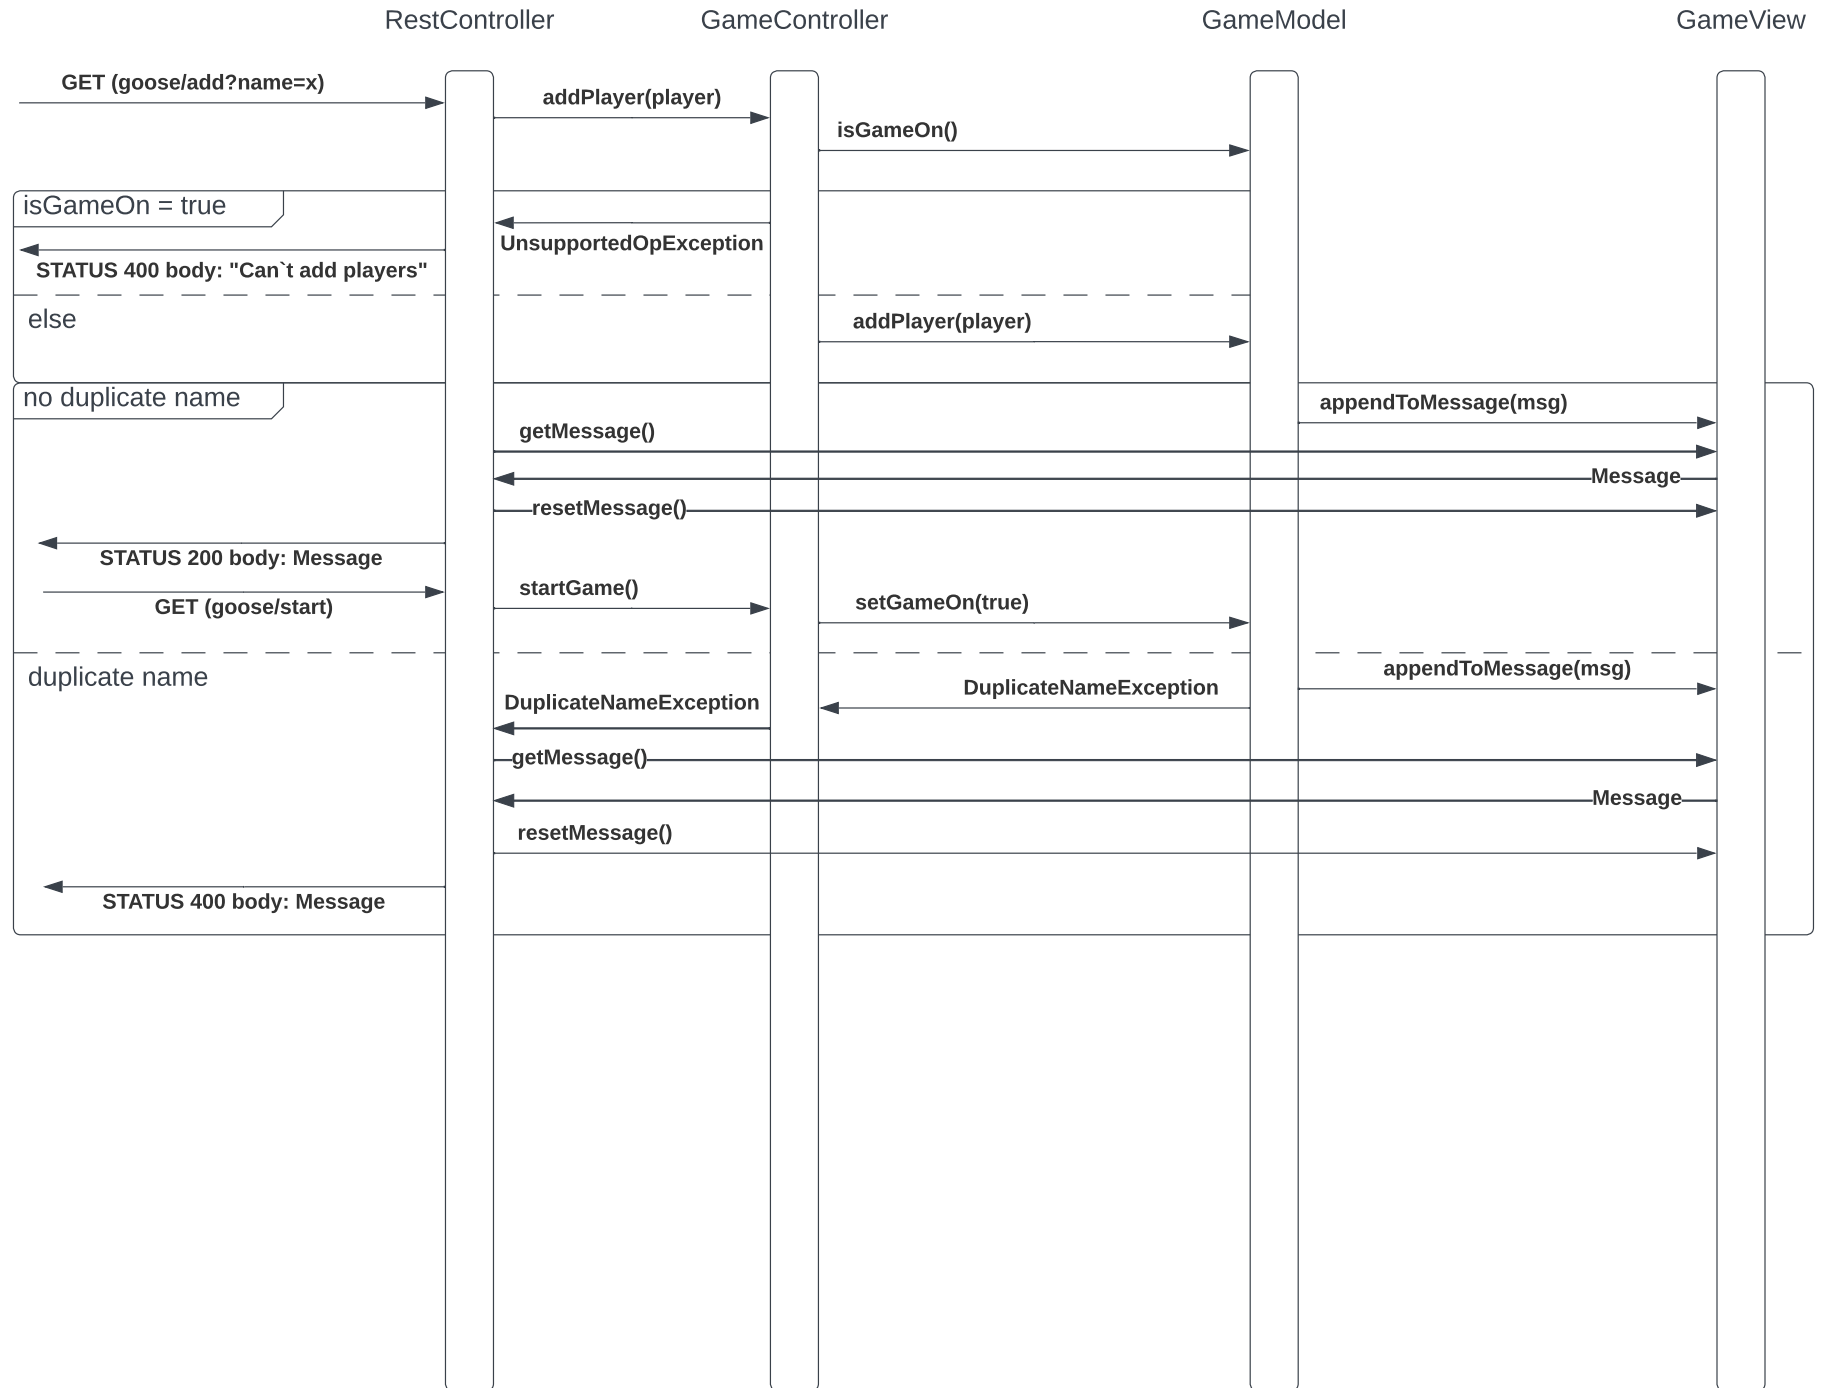 RestController
GameController
GameModel
GameView
GET (goose/add?name=x)
addPlayer(player)
isGameOn()
isGameOn = true
UnsupportedOpException
STATUS 400 body: "Can`t add players"
else
addPlayer(player)
no duplicate name
appendToMessage(msg)
getMessage()
Message
resetMessage()
STATUS 200 body: Message
startGame()
GET (goose/start)
setGameOn(true)
duplicate name
appendToMessage(msg)
DuplicateNameException
DuplicateNameException
getMessage()
Message
resetMessage()
STATUS 400 body: Message